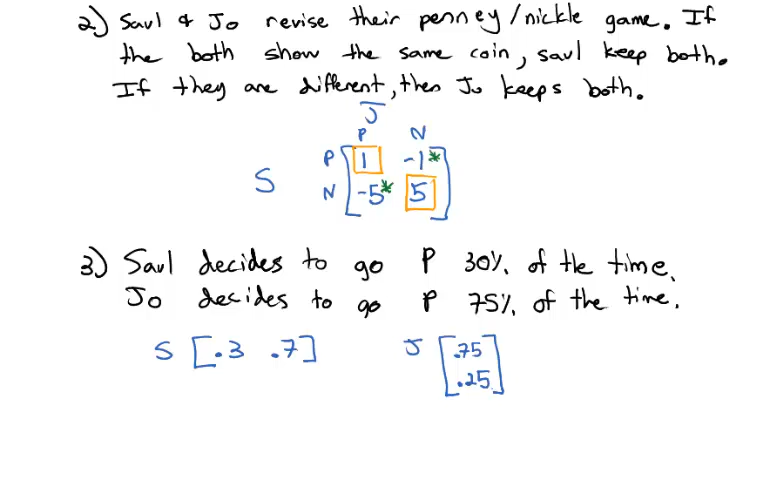 2.) Saul & Jo revise their penney/nickle game. If
the both show the same coin, saul keep both.
If they are different, then Jo keeps both.
J
P N
P 1 -1*
S
N -5* 5
3.) Saul decides to go P 30% of the time.
Jo decides to go P 75% of the time.
S [.3 .7] J [.75
.25]